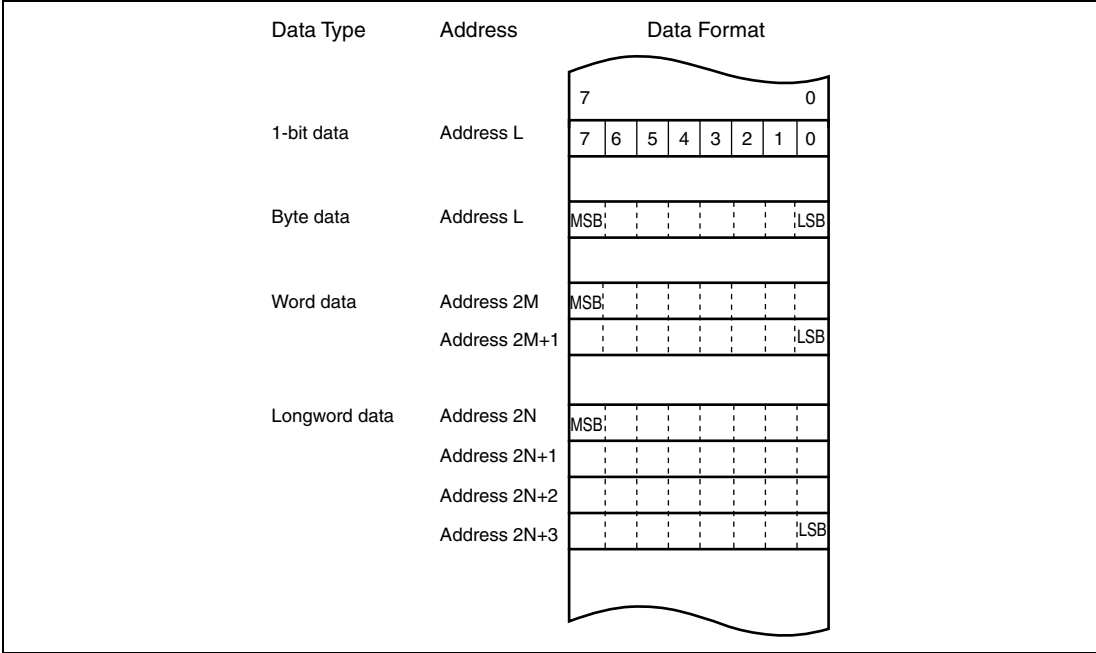 Data Type Address Data Format
7 0
1-bit data Address L 7 6 5 4 3 2 1 0
Byte data Address L MSB LSB
Word data Address 2M MSB
Address 2M+1 LSB
Longword data Address 2N MSB
Address 2N+1
Address 2N+2
Address 2N+3 LSB